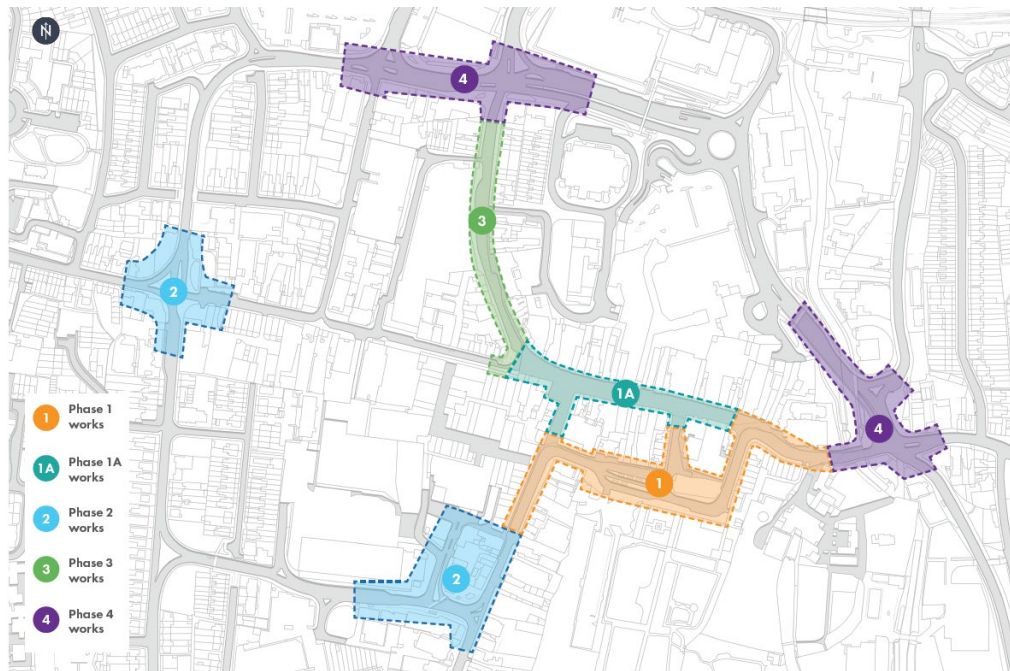 N
4
3
2
1A
4
1
2
1 Phase 1
works
1A Phase 1A
works
2 Phase 2
works
3 Phase 3
works
4 Phase 4
works